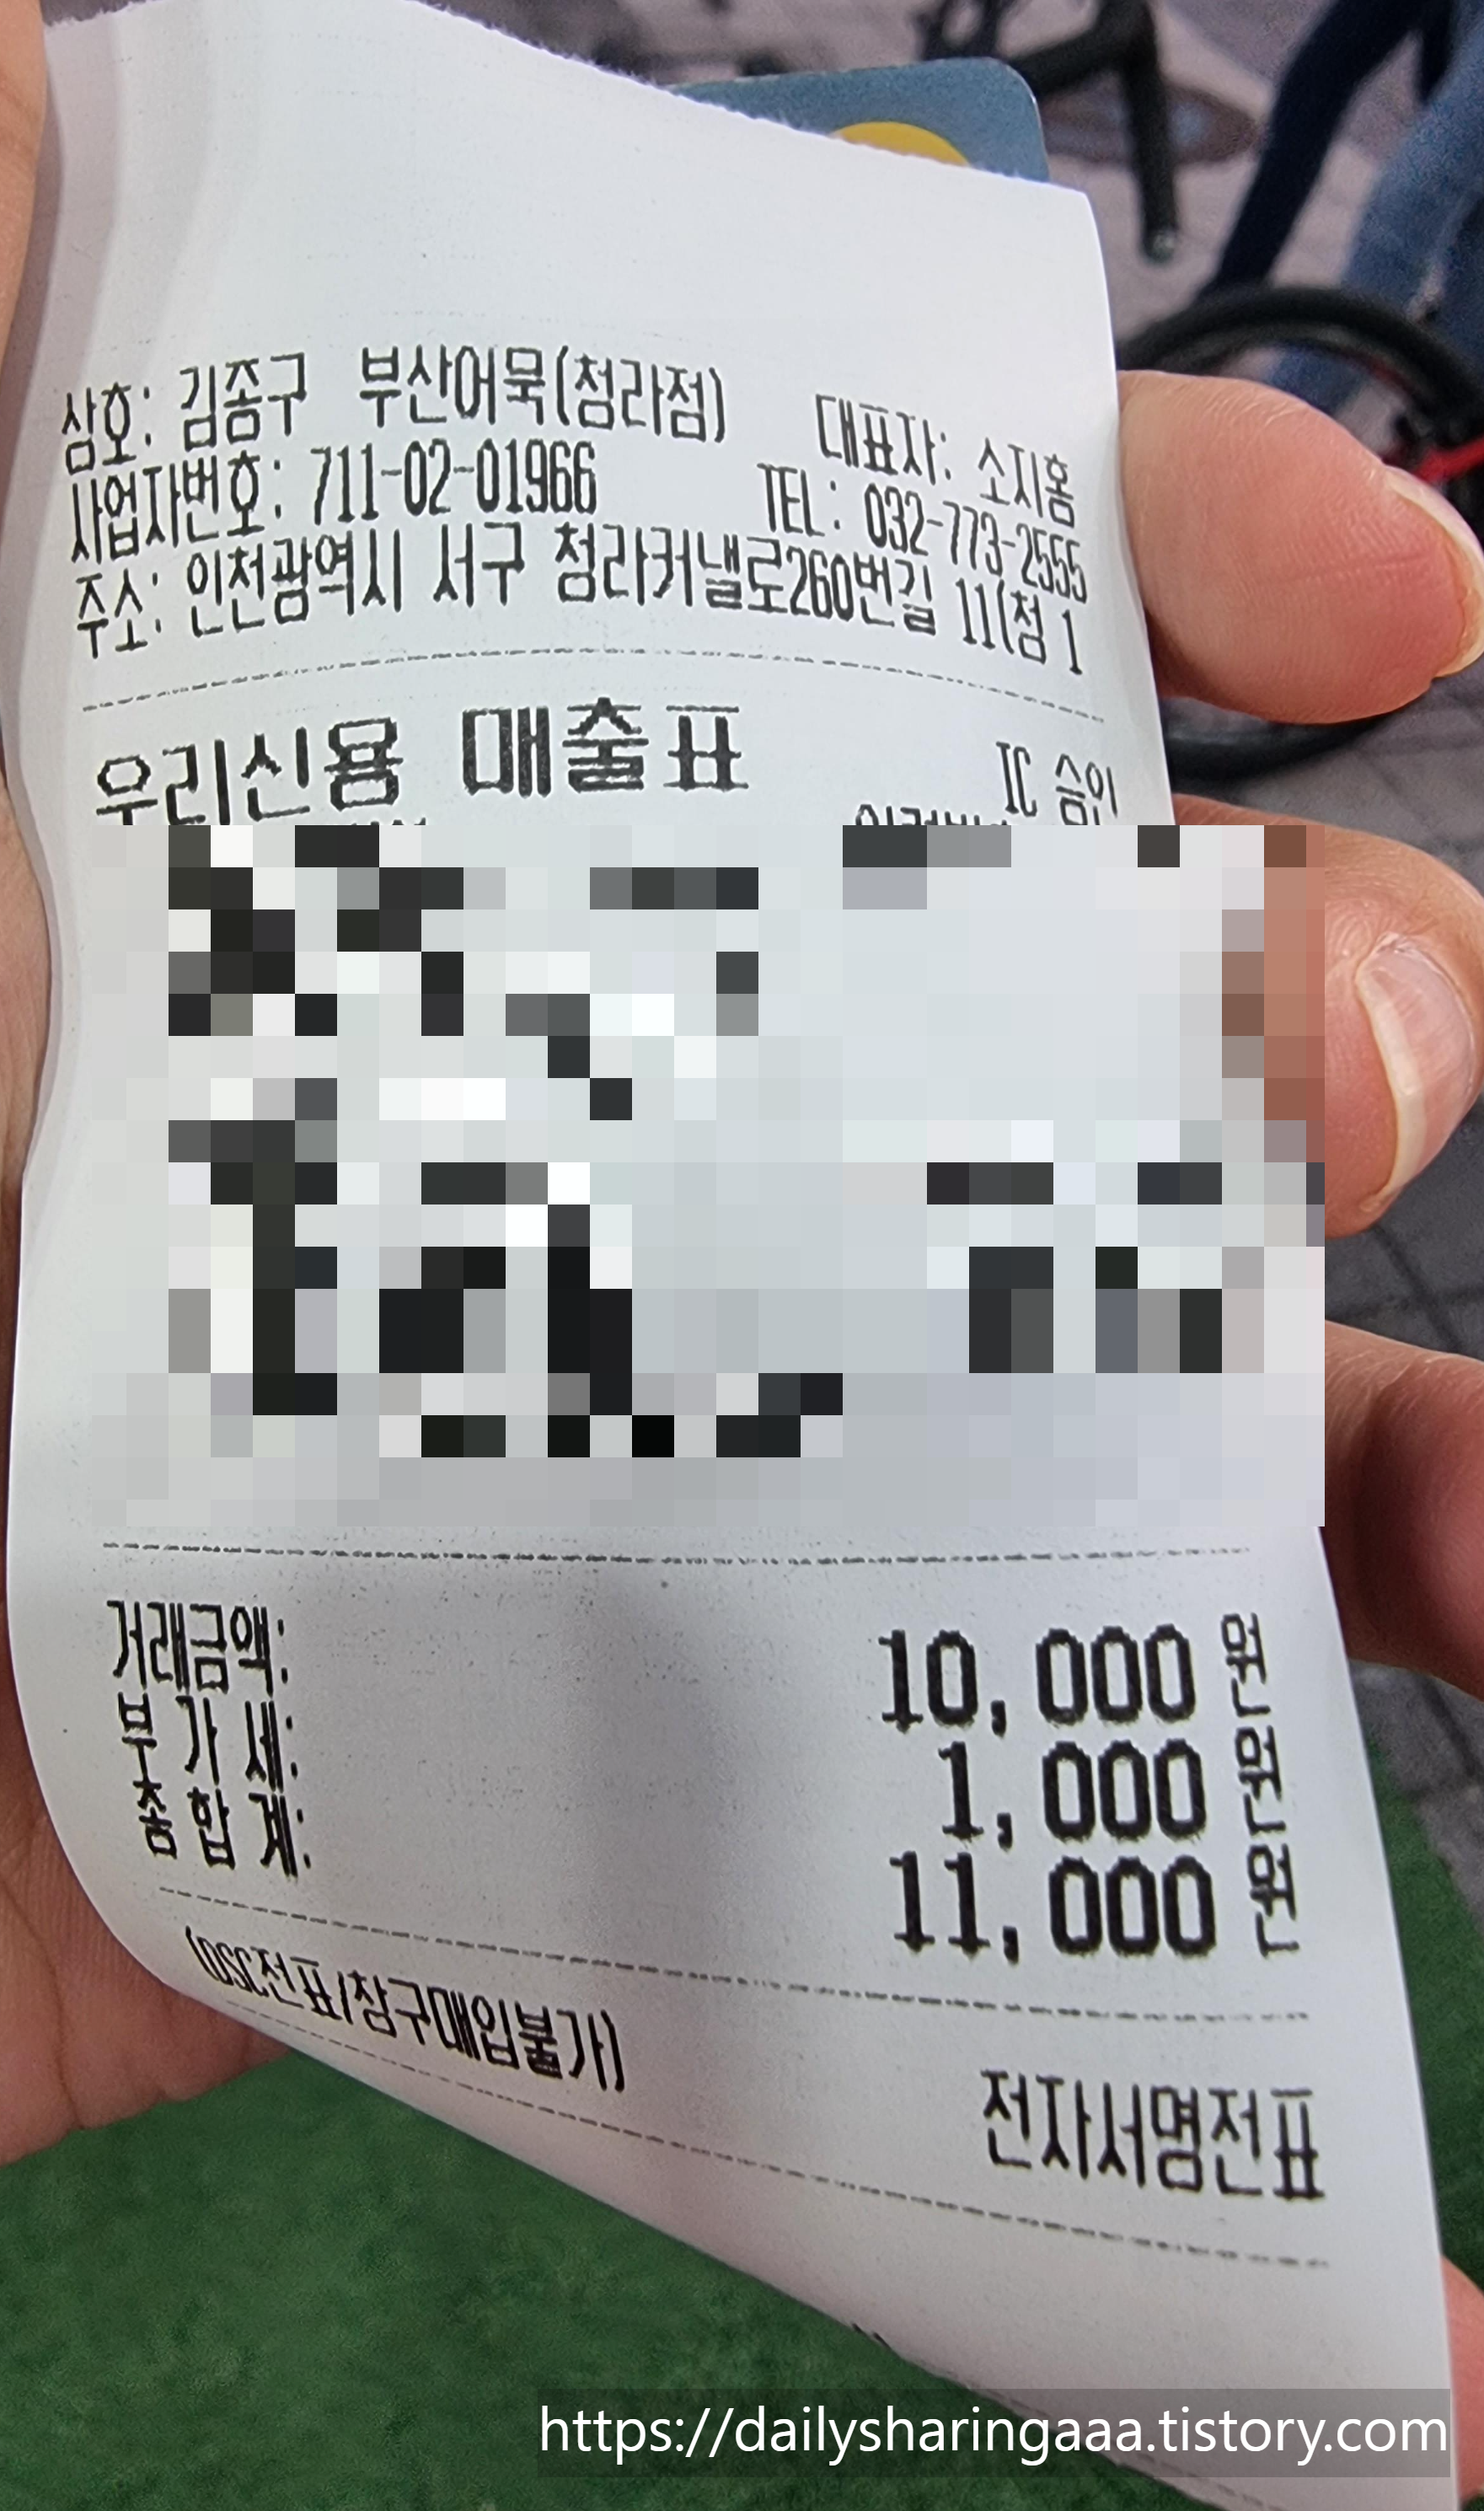 상호: 김종구 부산어묵(청라점) 대표자: 소지홈
사업자번호: 711-02-01966 TEL: 032-773-2555
주소: 인천광역시 서구 청라커낼로260번길 11(청 1
우리신용 매출표 IC 승인
거래금액: 10,000 원
부 가 세: 1,000 원
총 합 계: 11,000 원
(DSC전표/창구매입불가)
전자서명전표
https://dailysharingaaa.tistory.com